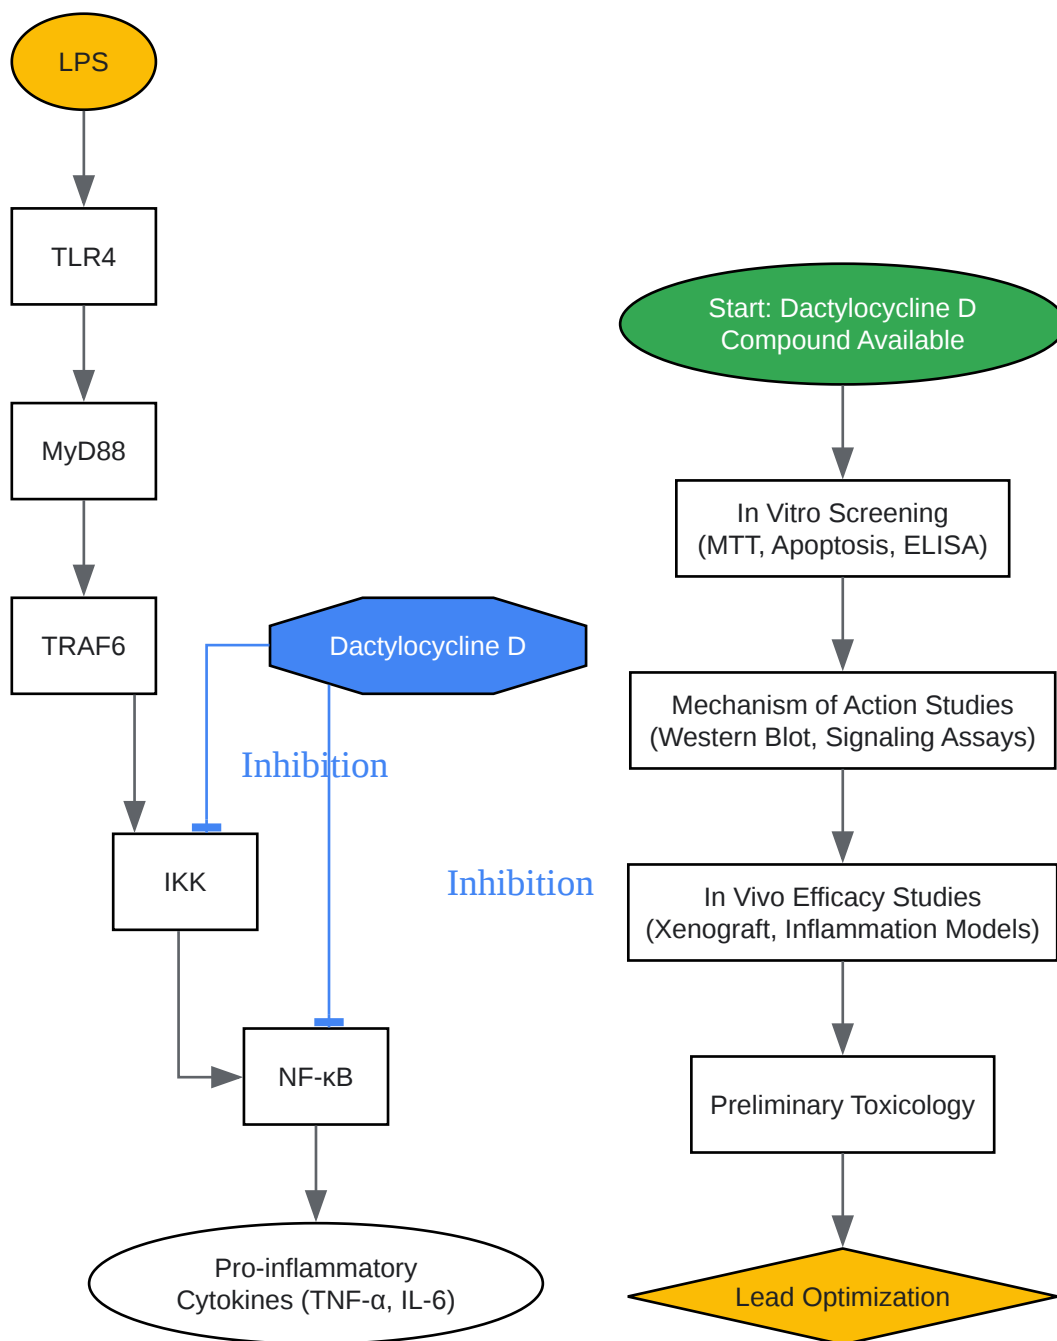 LPS
TLR4
MyD88
TRAF6
Dactylocycline D
Inhibition
IKK
Inhibition
NF-κB
Pro-inflammatory
Cytokines (TNF-α, IL-6)
Start: Dactylocycline D
Compound Available
In Vitro Screening
(MTT, Apoptosis, ELISA)
Mechanism of Action Studies
(Western Blot, Signaling Assays)
In Vivo Efficacy Studies
(Xenograft, Inflammation Models)
Preliminary Toxicology
Lead Optimization